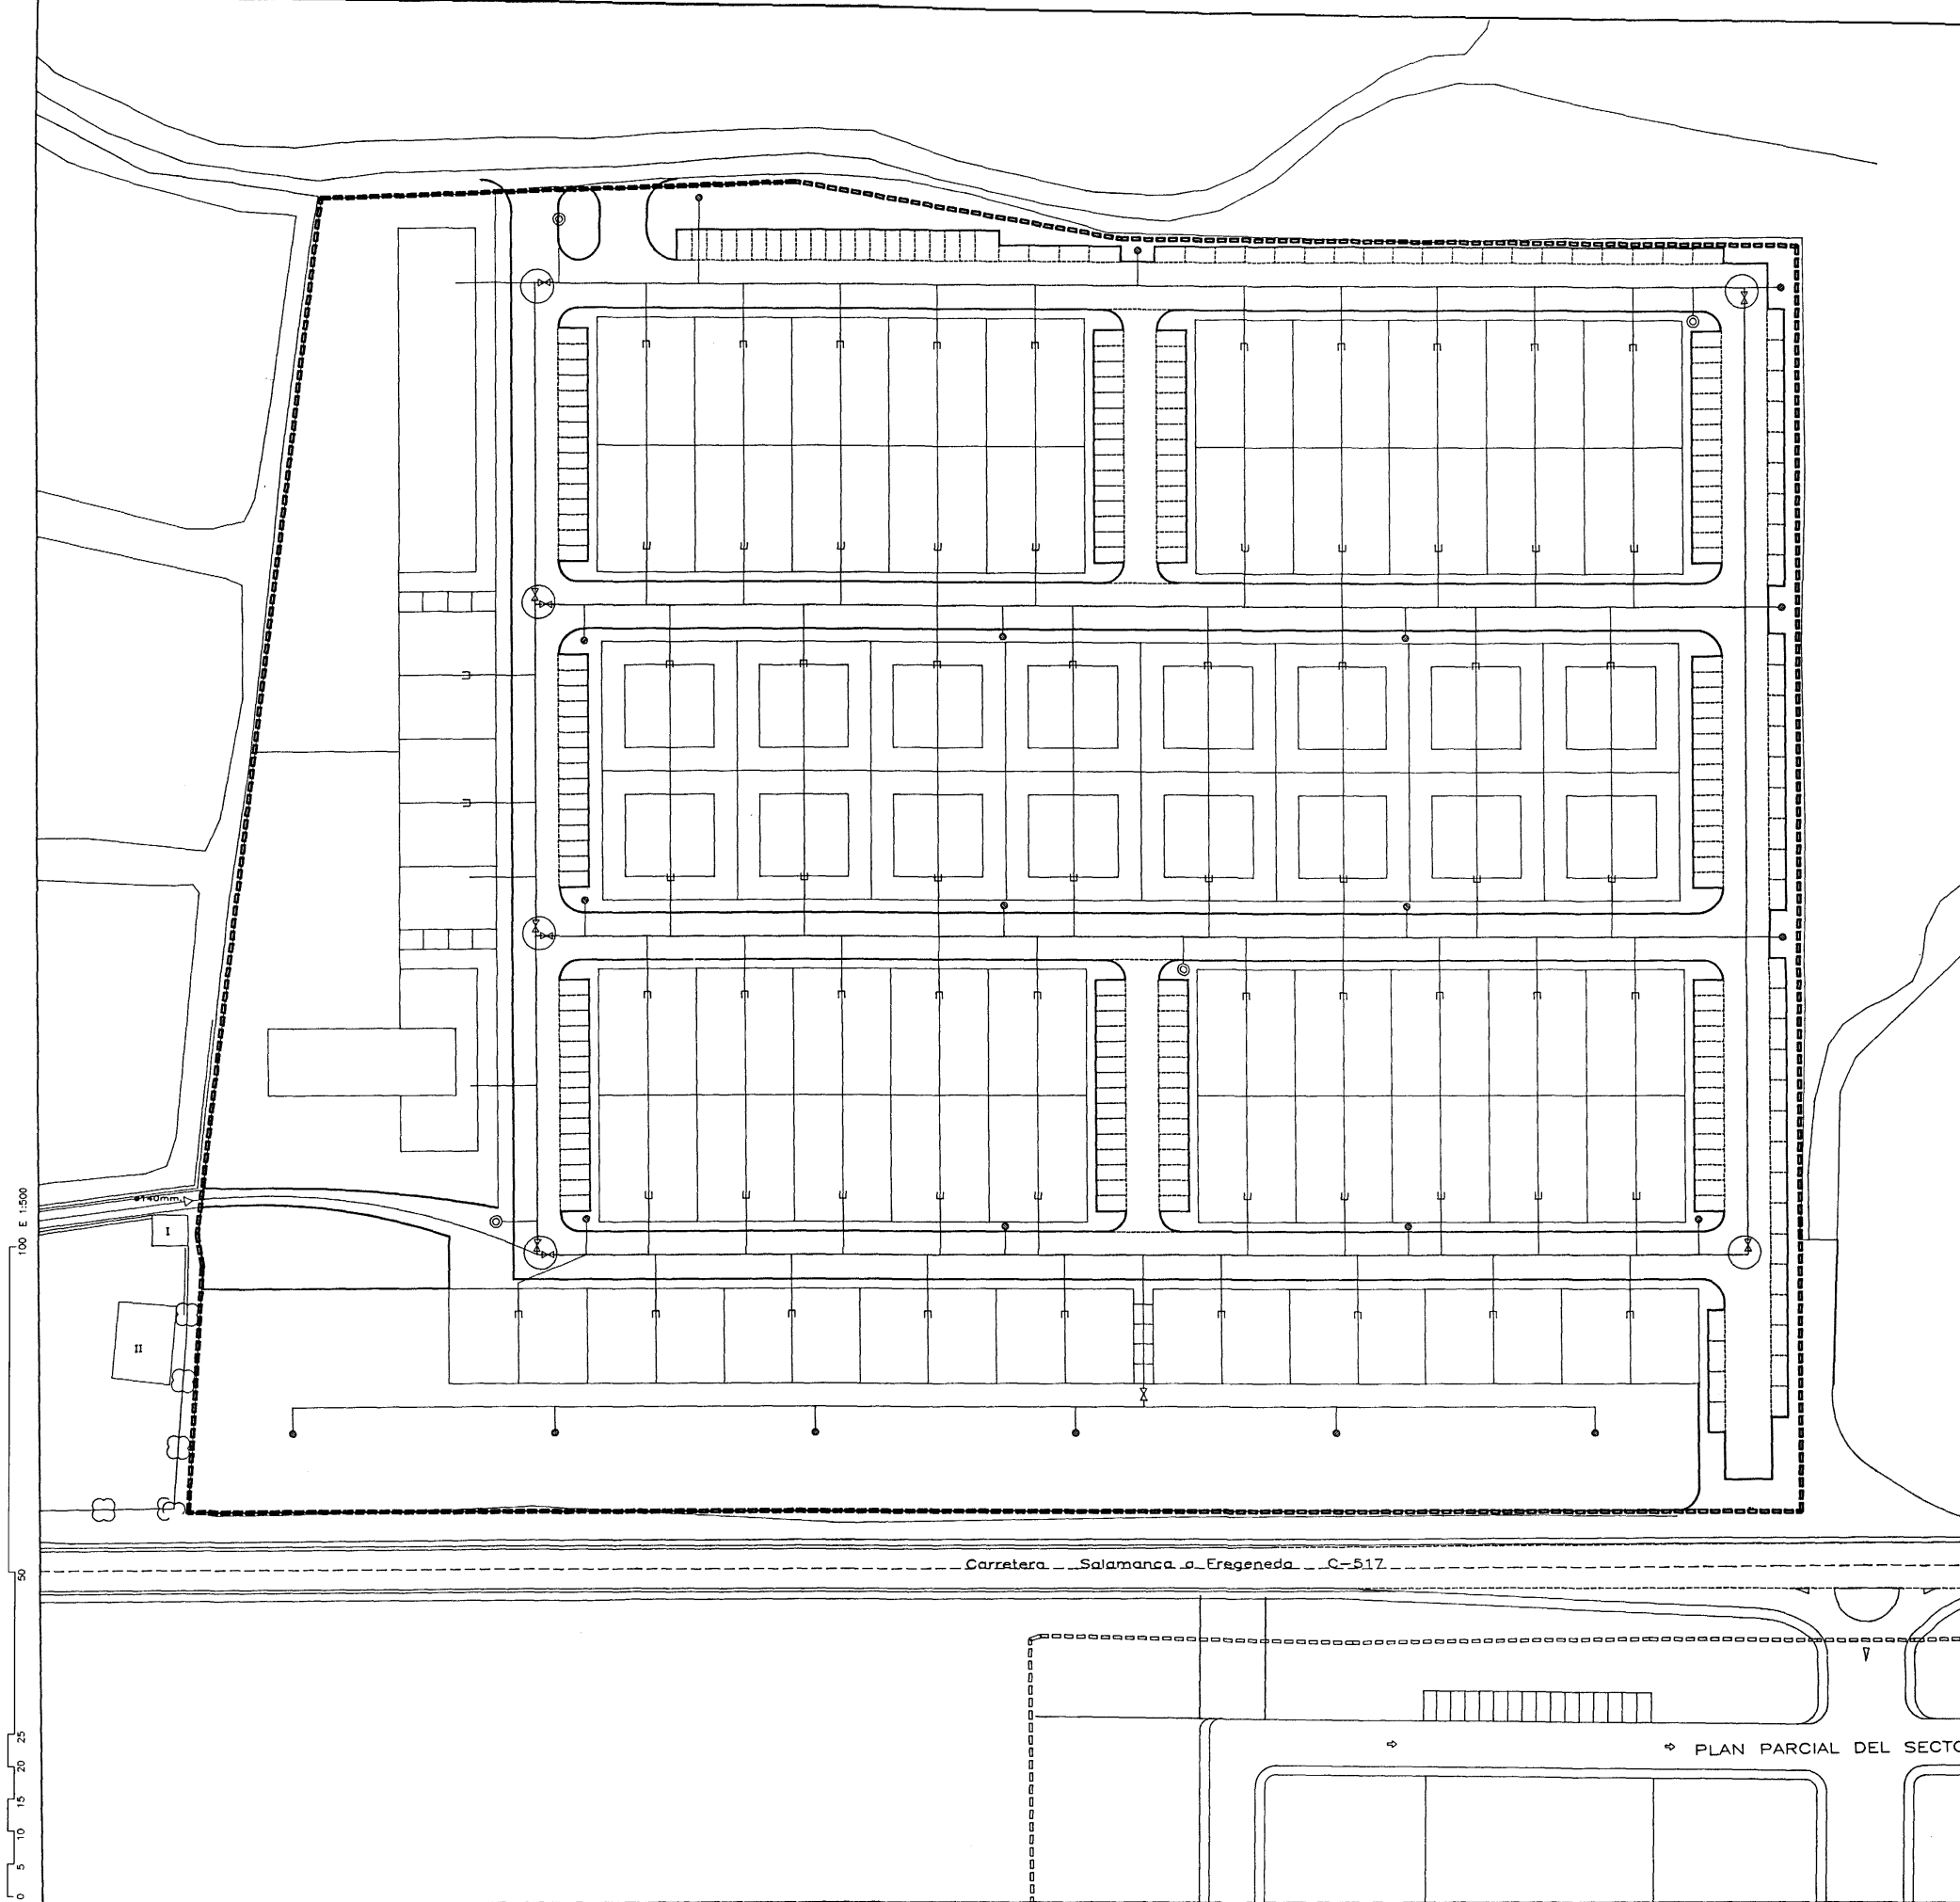 ø140mm.
I
II
Carretera Salamanca a Fregeneda C-517
PLAN PARCIAL DEL SECTO
0 5 10 15 20 25 50 100 E 1:500